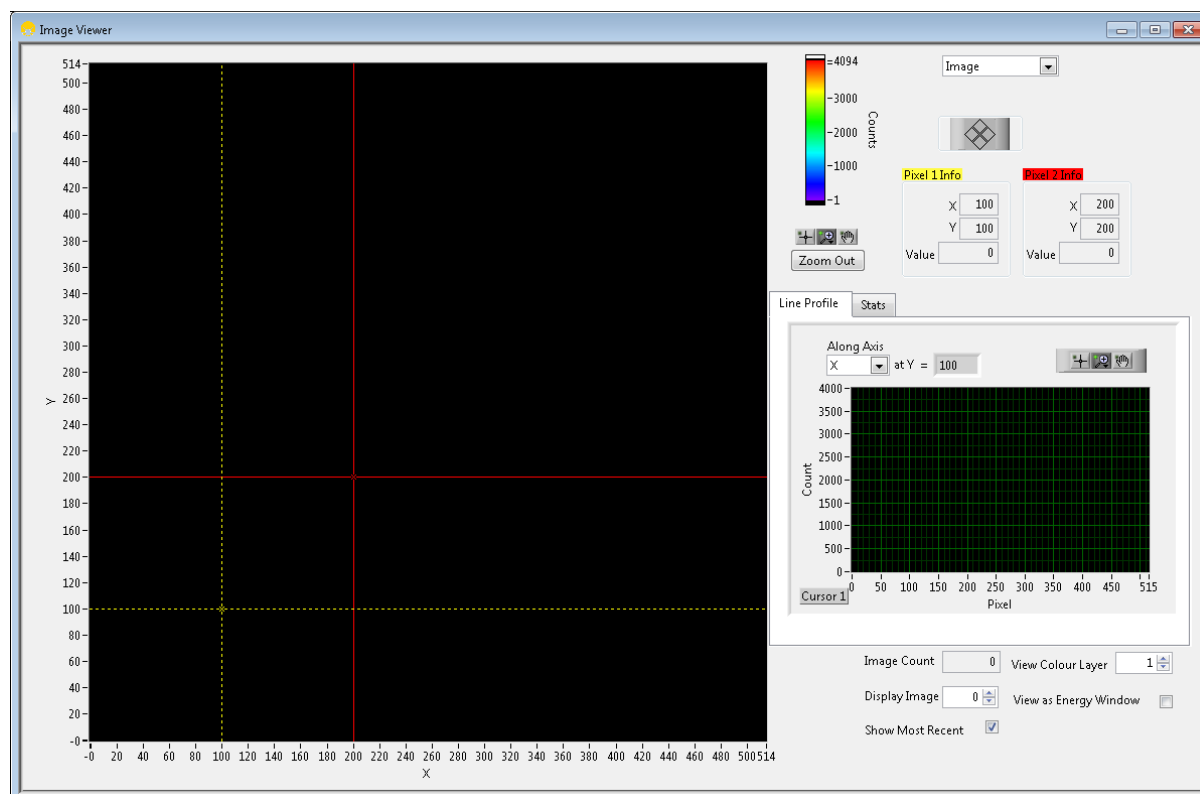 Image Viewer
514
500
480
460
440
420
400
380
360
340
320
300
280
260
240
220
200
180
160
140
120
100
80
60
40
20
-0
Y
-0 20 40 60 80 100 120 140 160 180 200 220 240 260 280 300 320 340 360 380 400 420 440 460 480 500 514
X
=4094
-3000
-2000
-1000
-1
Counts
Zoom Out
Image
Pixel 1 Info
X 100
Y 100
Value 0
Pixel 2 Info
X 200
Y 200
Value 0
Line Profile Stats
Along Axis
X at Y = 100
4000
3500
3000
2500
2000
1500
1000
500
0
Count
0 50 100 150 200 250 300 350 400 450 515
Pixel
Cursor 1
Image Count 0 View Colour Layer 1
Display Image 0 View as Energy Window
Show Most Recent